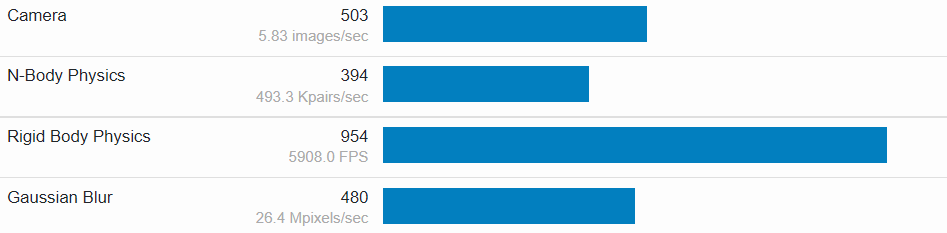 Camera 503
5.83 images/sec
N-Body Physics 394
493.3 Kpairs/sec
Rigid Body Physics 954
5908.0 FPS
Gaussian Blur 480
26.4 Mpixels/sec